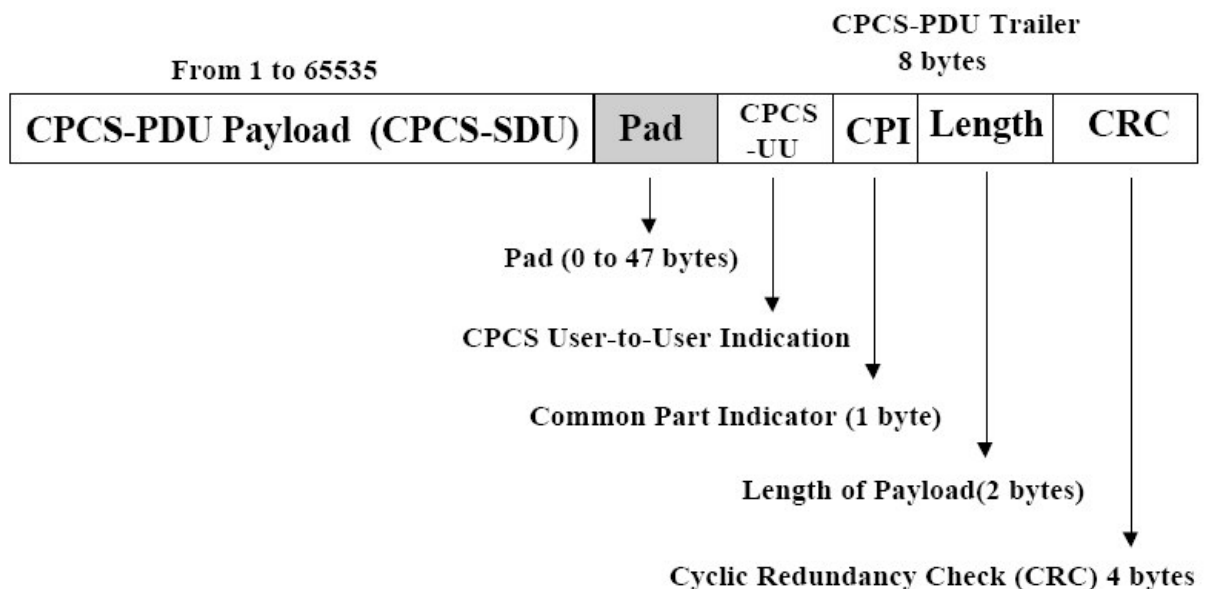 CPCS-PDU Trailer
8 bytes
From 1 to 65535
CPCS-PDU Payload (CPCS-SDU)
Pad
CPCS
-UU
CPI
Length
CRC
Pad (0 to 47 bytes)
CPCS User-to-User Indication
Common Part Indicator (1 byte)
Length of Payload(2 bytes)
Cyclic Redundancy Check (CRC) 4 bytes